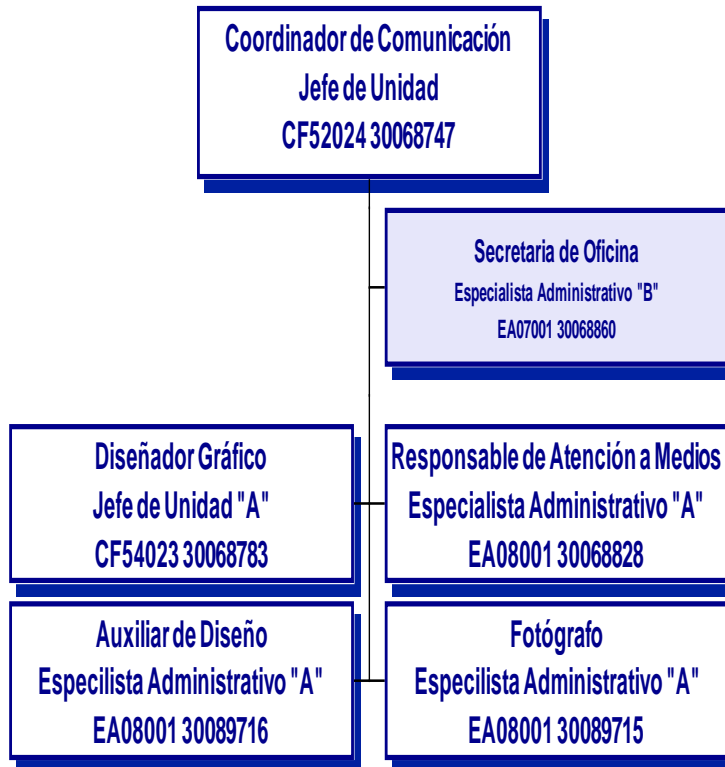 Coordinador de Comunicación
Jefe de Unidad
CF52024 30068747
Secretaria de Oficina
Especialista Administrativo "B"
EA07001 30068860
Diseñador Gráfico
Jefe de Unidad "A"
CF54023 30068783
Responsable de Atención a Medios
Especialista Administrativo "A"
EA08001 30068828
Auxiliar de Diseño
Especilista Administrativo "A"
EA08001 30089716
Fotógrafo
Especilista Administrativo "A"
EA08001 30089715